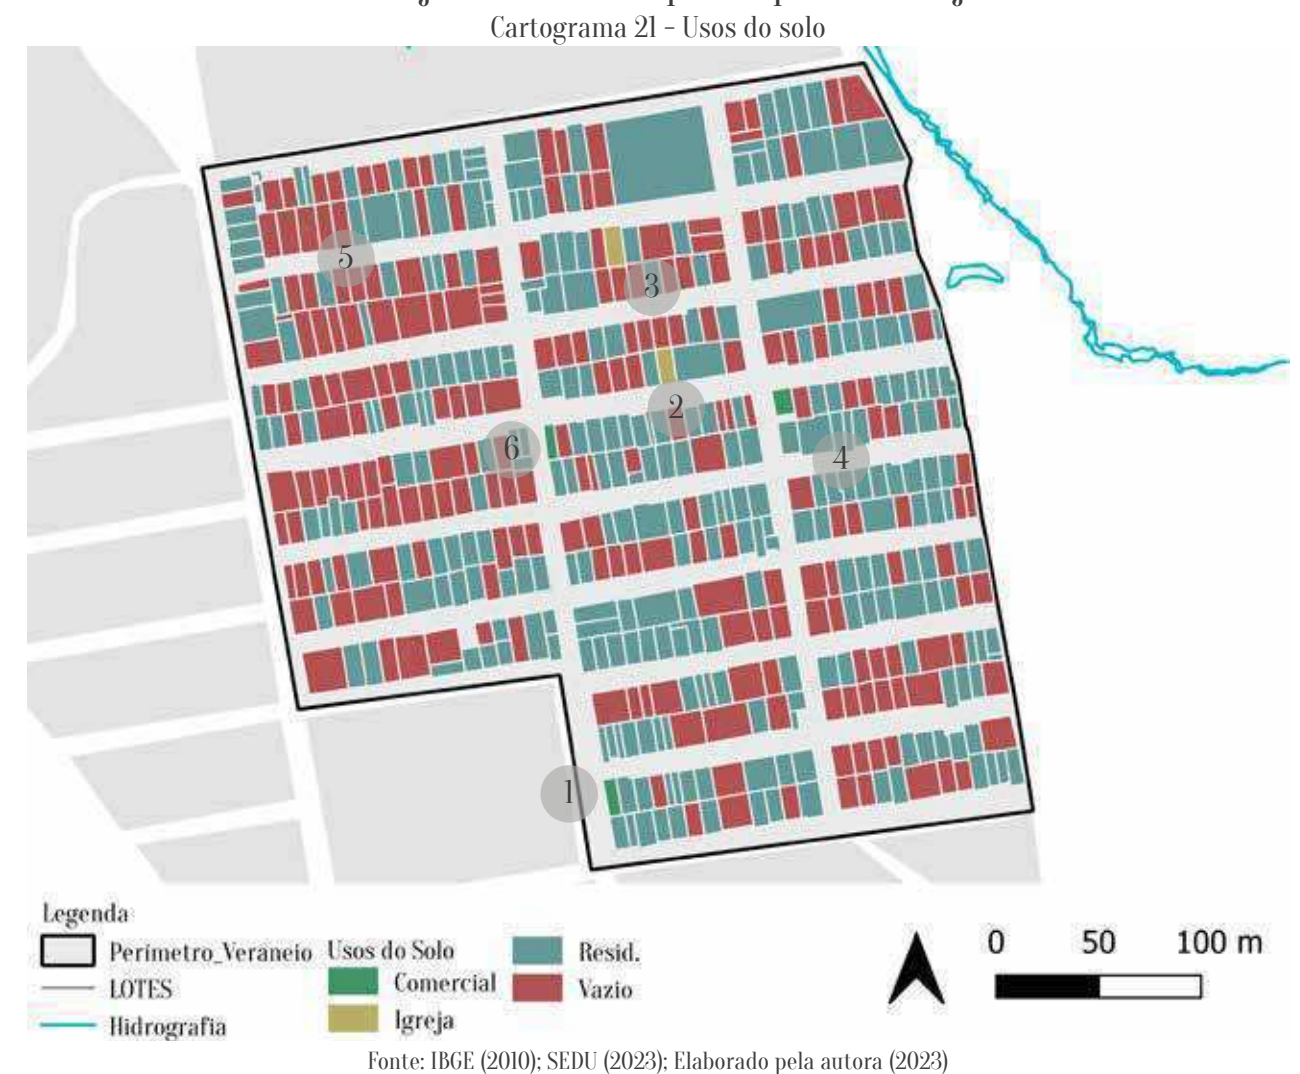 Cartograma 21 - Usos do solo
5
3
2
6
4
1
Legenda
Perímetro_Veraneio
LOTES
Hidrografia
Usos do Solo
Comercial
Igreja
Resid.
Vazio
0 50 100 m
Fonte: IBGE (2010); SEDU (2023); Elaborado pela autora (2023)